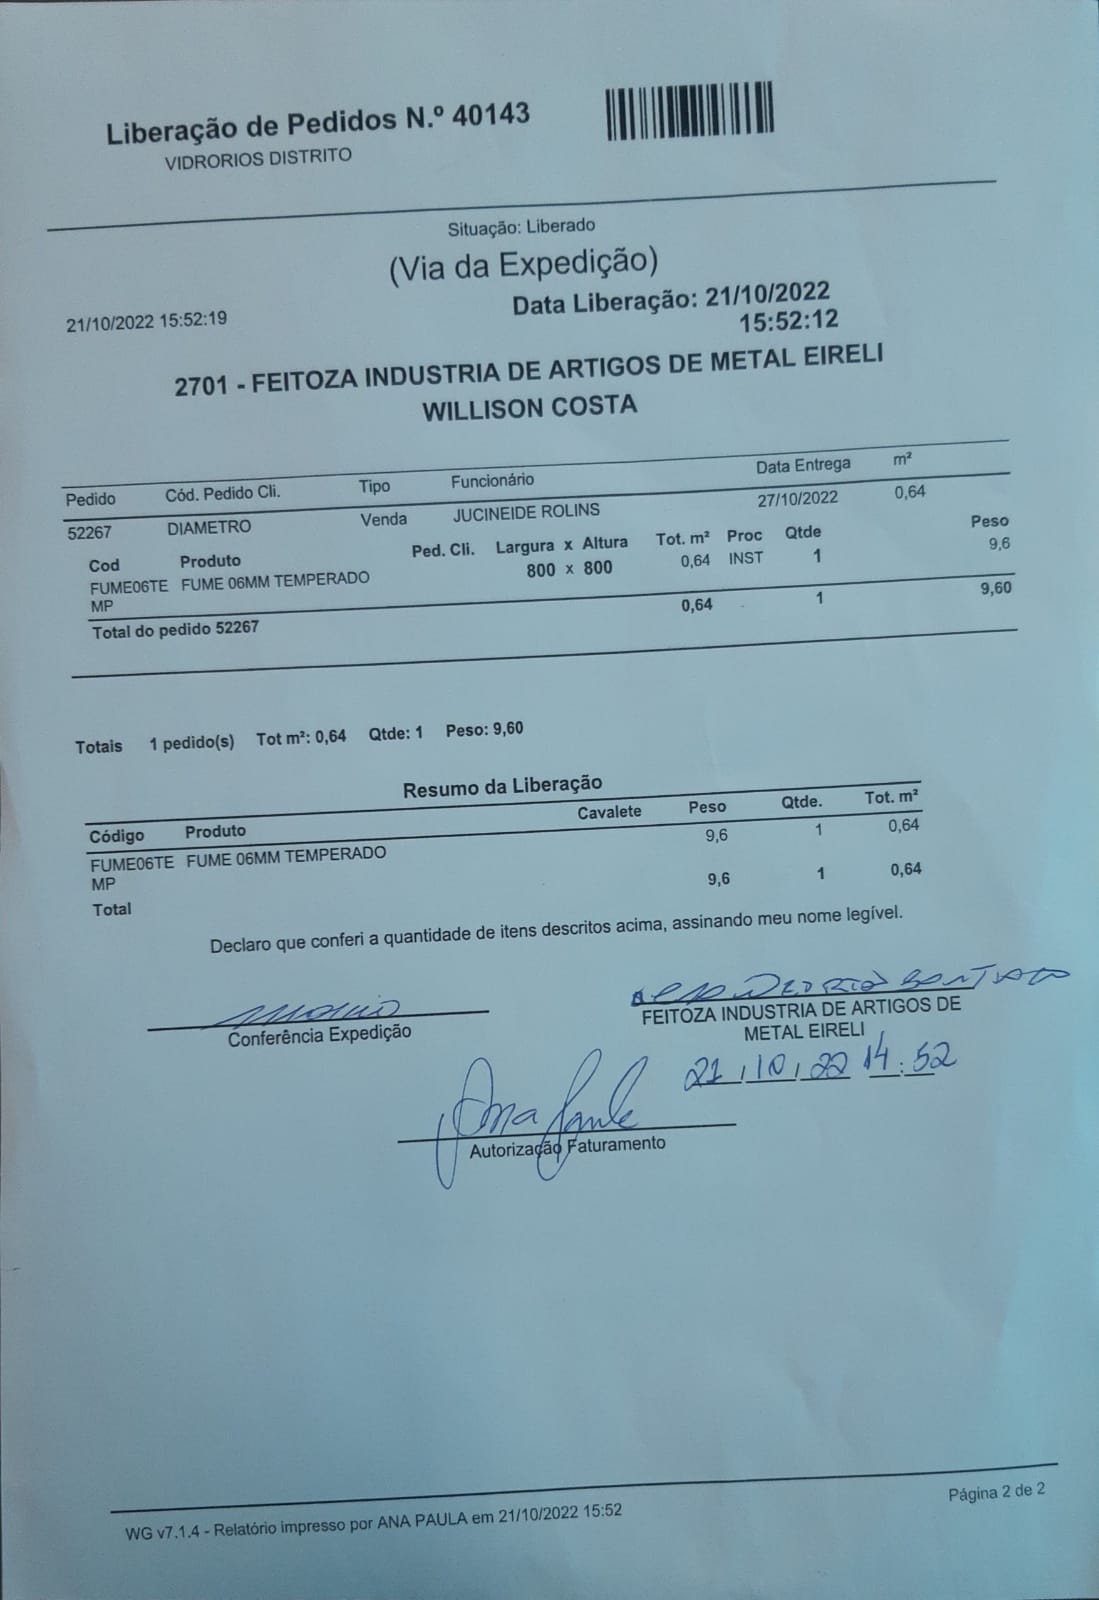 Liberação de Pedidos N.º 40143
VIDRORIOS DISTRITO
Situação: Liberado
(Via da Expedição)
21/10/2022 15:52:19
Data Liberação: 21/10/2022
15:52:12
2701 - FEITOZA INDUSTRIA DE ARTIGOS DE METAL EIRELI
WILLISON COSTA
Pedido Cód. Pedido Cli. Tipo Funcionário Data Entrega m²
52267 DIAMETRO Venda JUCINEIDE ROLINS 27/10/2022 0,64
Cod Produto Ped. Cli. Largura x Altura Tot. m² Proc Qtde Peso
FUME06TE FUME 06MM TEMPERADO 800 x 800 0,64 INST 1 9,6
MP
Total do pedido 52267 0,64 1 9,60
Totais 1 pedido(s) Tot m²: 0,64 Qtde: 1 Peso: 9,60
Resumo da Liberação
Código Produto Cavalete Peso Qtde. Tot. m²
FUME06TE FUME 06MM TEMPERADO 9,6 1 0,64
MP
Total 9,6 1 0,64
Declaro que conferi a quantidade de itens descritos acima, assinando meu nome legível.
Conferência Expedição
FEITOZA INDUSTRIA DE ARTIGOS DE
METAL EIRELI
21/10/22 14:52
Ana Paula
Autorização Faturamento
WG v7.1.4 - Relatório impresso por ANA PAULA em 21/10/2022 15:52
Página 2 de 2